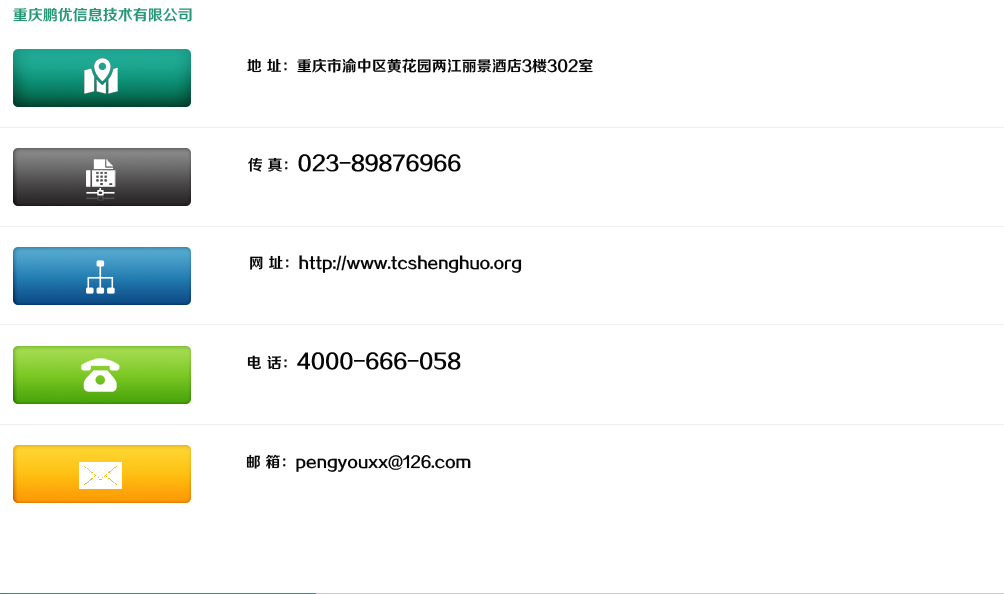 重庆鹏优信息技术有限公司
地 址：重庆市渝中区黄花园两江丽景酒店3楼302室
传 真：023-89876966
网 址：http://www.tcshenghuo.org
电 话：4000-666-058
邮 箱：pengyouxx@126.com